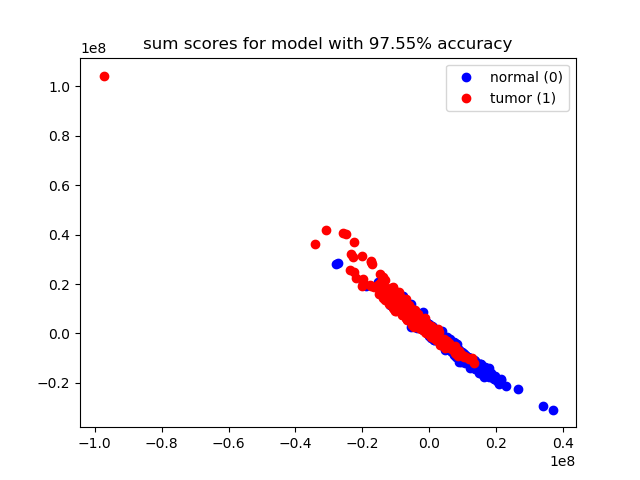 sum scores for model with 97.55% accuracy
1e8
normal (0)
tumor (1)
1.0
0.8
0.6
0.4
0.2
0.0
−0.2
−1.0 −0.8 −0.6 −0.4 −0.2 0.0 0.2 0.4
1e8